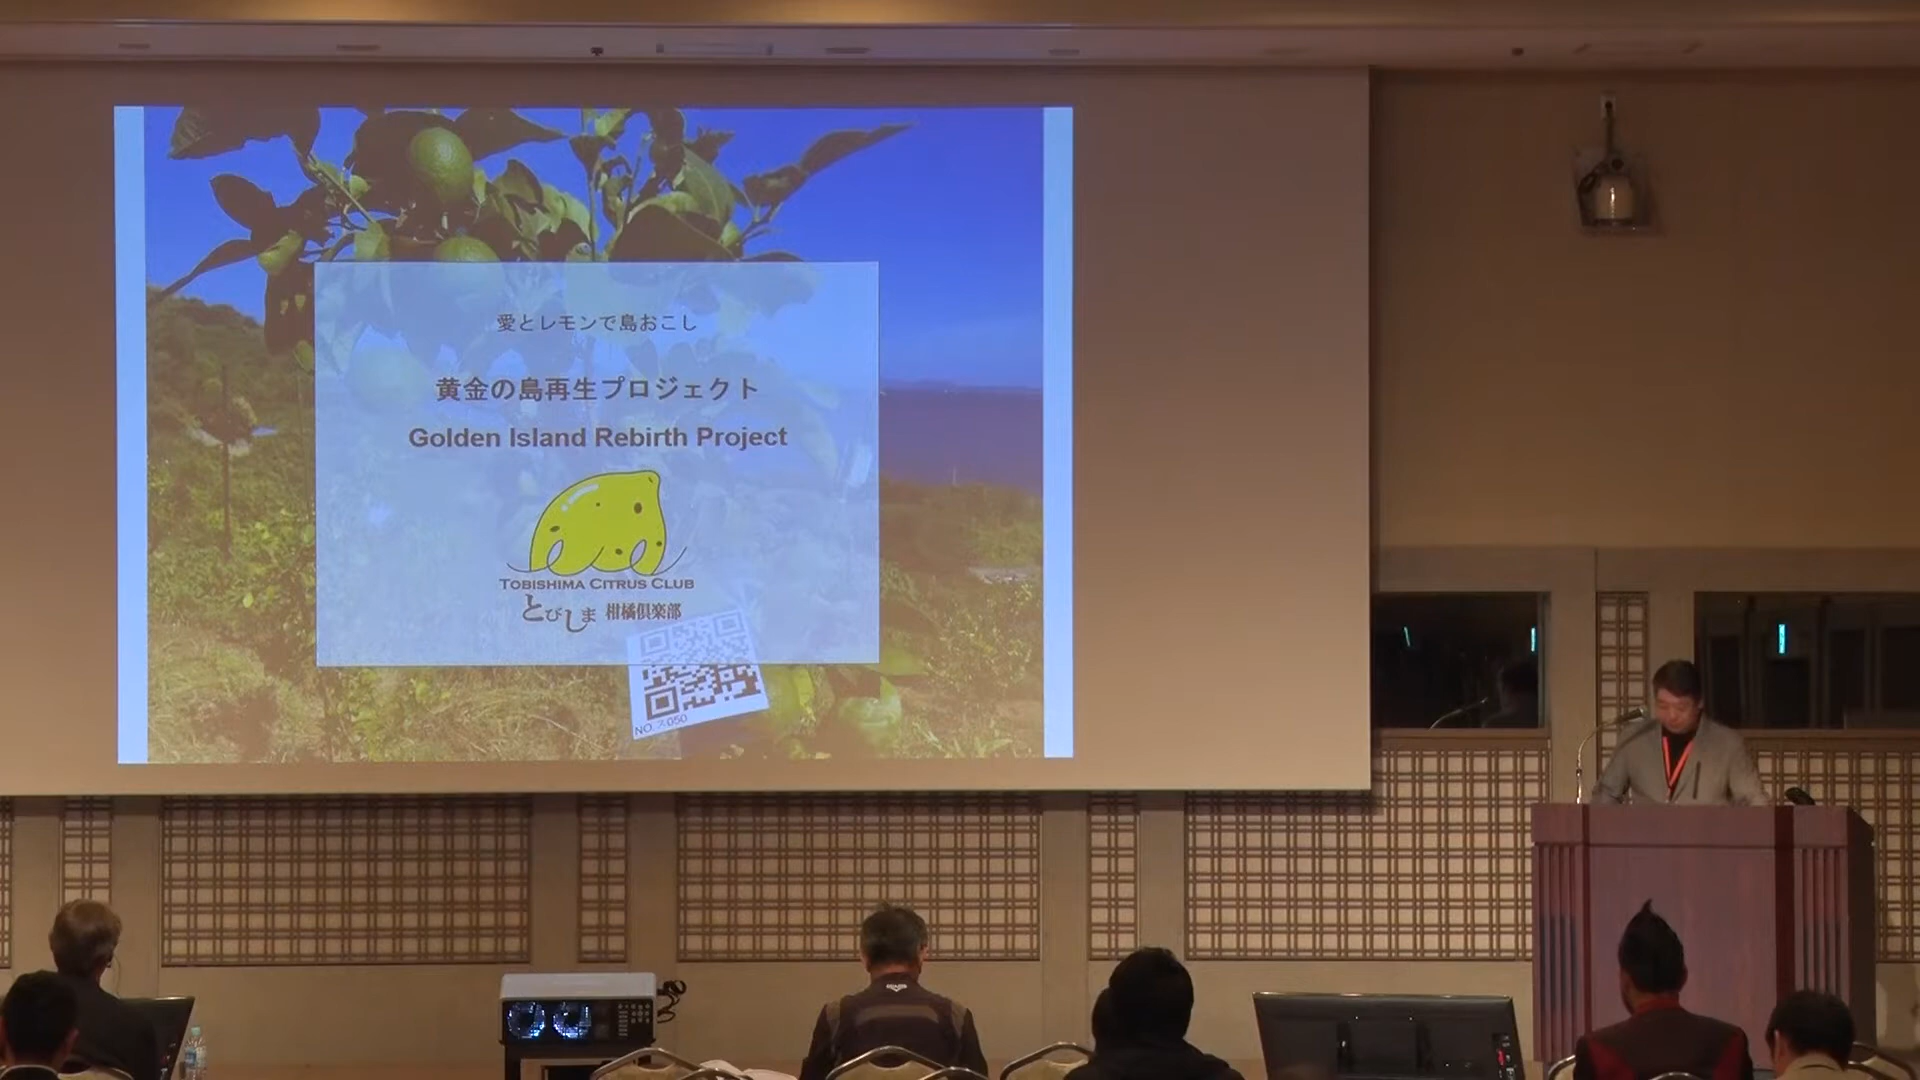 愛とレモンで島おこし
黄金の島再生プロジェクト
Golden Island Rebirth Project
TOBISHIMA CITRUS CLUB
とびしま 柑橘倶楽部